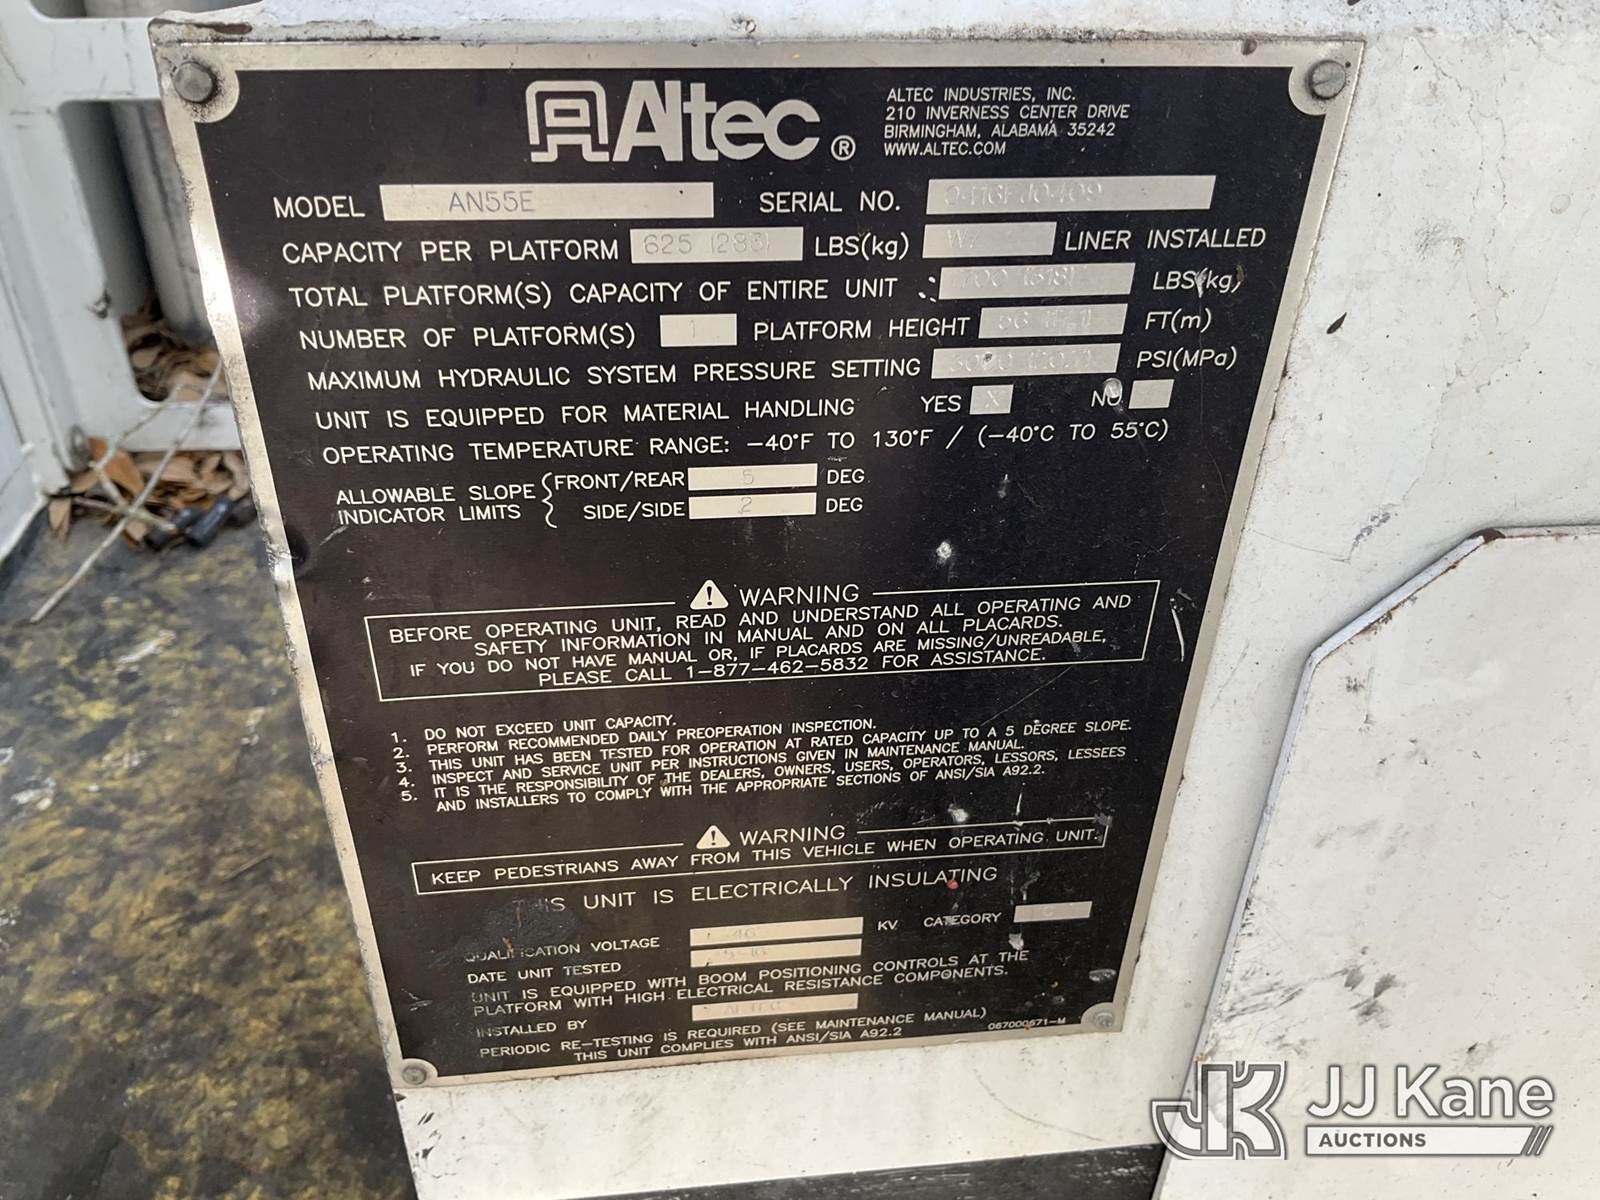 Altec®
ALTEC INDUSTRIES, INC.
210 INVERNESS CENTER DRIVE
BIRMINGHAM, ALABAMA 35242
WWW.ALTEC.COM
MODEL AN55E SERIAL NO.
CAPACITY PER PLATFORM 625 (283) LBS(kg) W/ LINER INSTALLED
TOTAL PLATFORM(S) CAPACITY OF ENTIRE UNIT LBS(kg)
NUMBER OF PLATFORM(S) 1 PLATFORM HEIGHT FT(m)
MAXIMUM HYDRAULIC SYSTEM PRESSURE SETTING PSI(MPa)
UNIT IS EQUIPPED FOR MATERIAL HANDLING YES X NO
OPERATING TEMPERATURE RANGE: -40°F TO 130°F / (-40°C TO 55°C)
ALLOWABLE SLOPE INDICATOR LIMITS { FRONT/REAR 5 DEG
SIDE/SIDE 2 DEG
WARNING
BEFORE OPERATING UNIT, READ AND UNDERSTAND ALL OPERATING AND
SAFETY INFORMATION IN MANUAL AND ON ALL PLACARDS.
IF YOU DO NOT HAVE MANUAL OR, IF PLACARDS ARE MISSING/UNREADABLE,
PLEASE CALL 1-877-462-5832 FOR ASSISTANCE.
1. DO NOT EXCEED UNIT CAPACITY.
2. PERFORM RECOMMENDED DAILY PREOPERATION INSPECTION.
3. THIS UNIT HAS BEEN TESTED FOR OPERATION AT RATED CAPACITY UP TO A 5 DEGREE SLOPE.
4. INSPECT AND SERVICE UNIT PER INSTRUCTIONS GIVEN IN MAINTENANCE MANUAL.
5. IT IS THE RESPONSIBILITY OF THE DEALERS, OWNERS, USERS, OPERATORS, LESSORS, LESSEES
AND INSTALLERS TO COMPLY WITH THE APPROPRIATE SECTIONS OF ANSI/SIA A92.2.
WARNING
KEEP PEDESTRIANS AWAY FROM THIS VEHICLE WHEN OPERATING UNIT.
THIS UNIT IS ELECTRICALLY INSULATING
QUALIFICATION VOLTAGE 46 KV CATEGORY
DATE UNIT TESTED
UNIT IS EQUIPPED WITH BOOM POSITIONING CONTROLS AT THE
PLATFORM WITH HIGH ELECTRICAL RESISTANCE COMPONENTS.
INSTALLED BY ALTEC
PERIODIC RE-TESTING IS REQUIRED (SEE MAINTENANCE MANUAL)
THIS UNIT COMPLIES WITH ANSI/SIA A92.2
067000671-M
JK JJ Kane
AUCTIONS